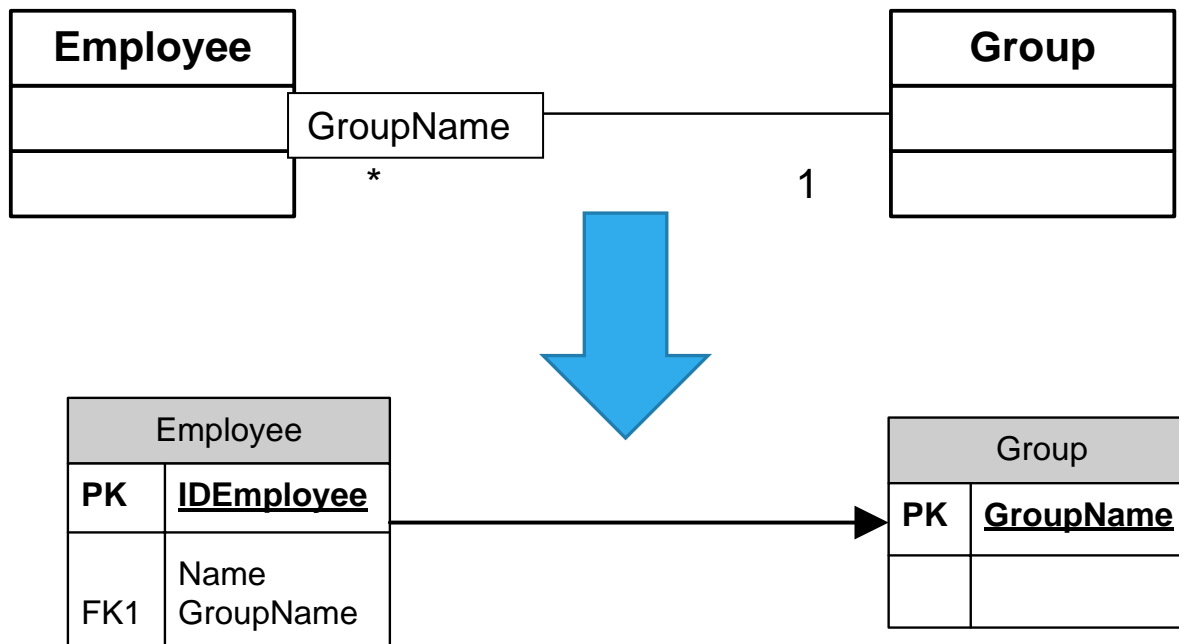 Employee
Group
GroupName
*
1
Employee
PK IDEmployee
Name
FK1 GroupName
Group
PK GroupName